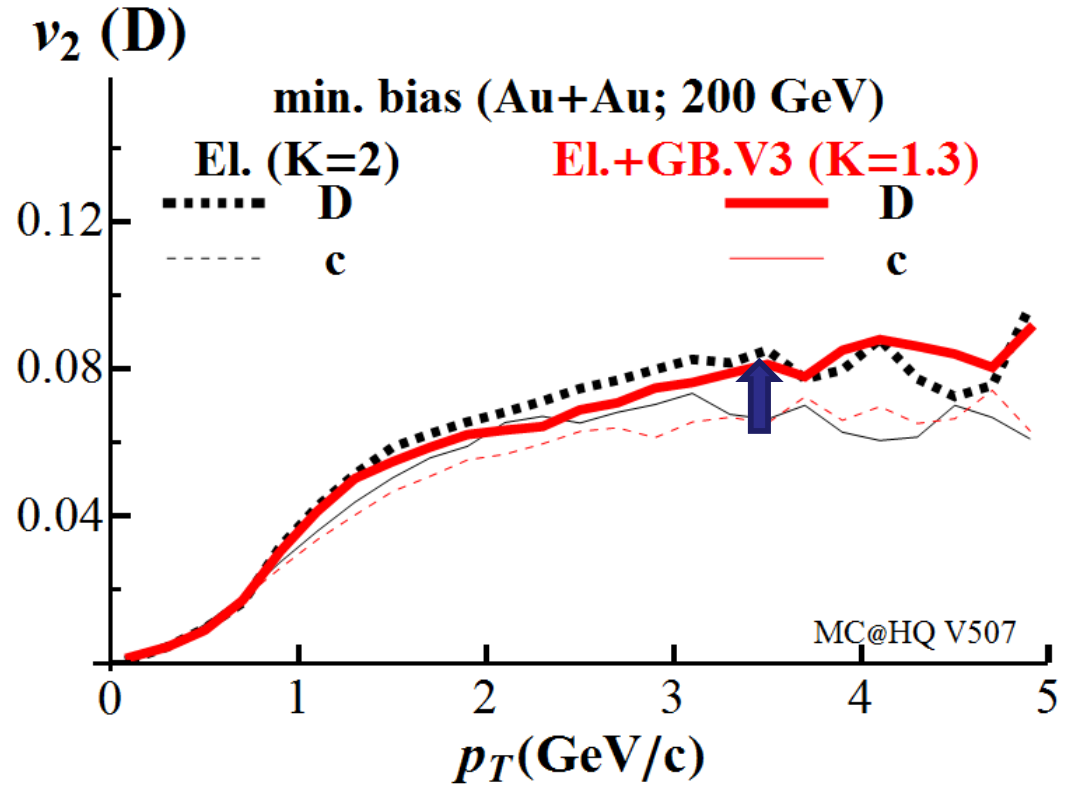 v₂ (D)
min. bias (Au+Au; 200 GeV)
El. (K=2) El.+GB.V3 (K=1.3)
D D
0.12
c c
0.08
0.04
MC@HQ V507
0 1 2 3 4 5
p_T(GeV/c)